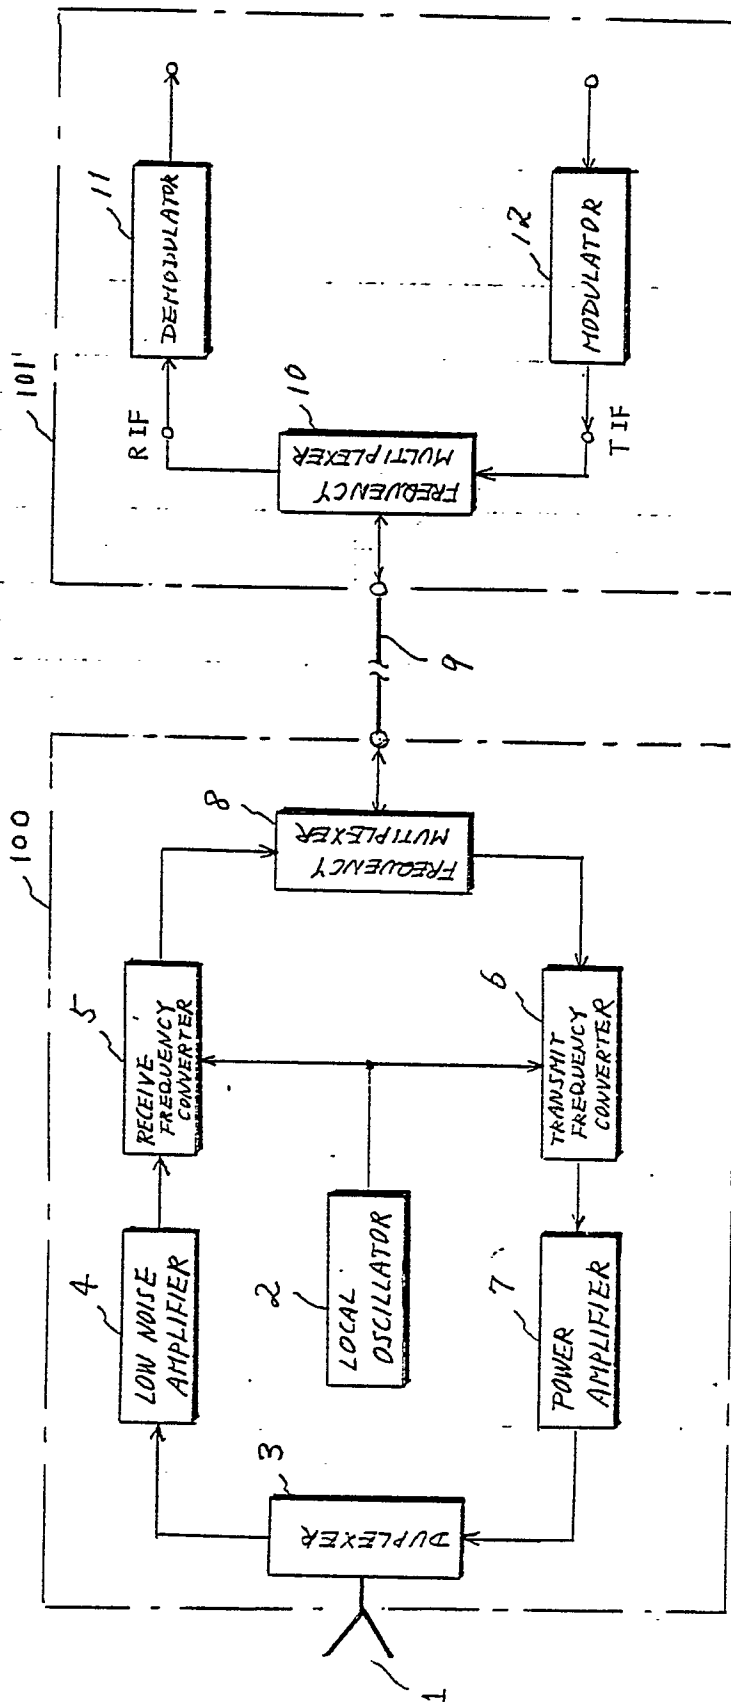 100
101'
1
DUPLEXER
3
LOW NOISE
AMPLIFIER
4
RECEIVE
FREQUENCY
CONVERTER
5
LOCAL
OSCILLATOR
2
POWER
AMPLIFIER
7
TRANSMIT
FREQUENCY
CONVERTER
6
FREQUENCY
MUTIPLEXER
8
9
FREQUENCY
MULTIPLEXER
10
RIF
DEMODULATOR
11
TIF
MODULATOR
12